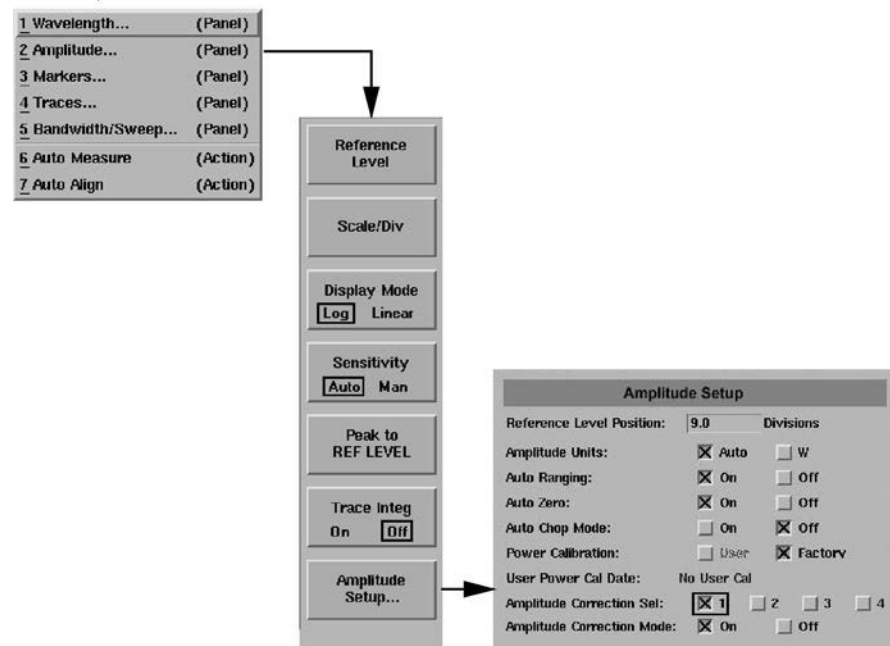 1 Wavelength... (Panel)
2 Amplitude... (Panel)
3 Markers... (Panel)
4 Traces... (Panel)
5 Bandwidth/Sweep... (Panel)
6 Auto Measure (Action)
7 Auto Align (Action)
Reference
Level
Scale/Div
Display Mode
Log Linear
Sensitivity
Auto Man
Peak to
REF LEVEL
Trace Integ
On Off
Amplitude
Setup...
Amplitude Setup
Reference Level Position: 9.0 Divisions
Amplitude Units: Auto W
Auto Ranging: On Off
Auto Zero: On Off
Auto Chop Mode: On Off
Power Calibration: User Factory
User Power Cal Date: No User Cal
Amplitude Correction Sel: 1 2 3 4
Amplitude Correction Mode: On Off